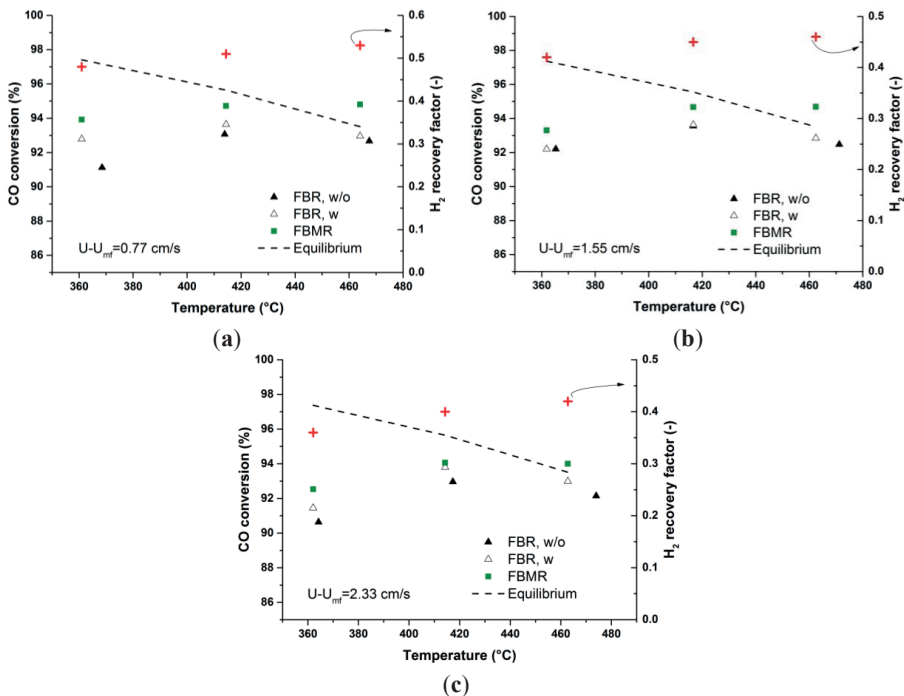 100
98
96
94
92
90
88
86
CO conversion (%)
0.6
0.5
0.4
0.3
0.2
0.1
0.0
H2 recovery factor (-)
FBR, w/o
FBR, w
FBMR
Equilibrium
U-Umf=0.77 cm/s
360 380 400 420 440 460 480
Temperature (°C)
(a)
100
98
96
94
92
90
88
86
CO conversion (%)
0.5
0.4
0.3
0.2
0.1
0.0
H2 recovery factor (-)
FBR, w/o
FBR, w
FBMR
Equilibrium
U-Umf=1.55 cm/s
360 380 400 420 440 460 480
Temperature (°C)
(b)
100
98
96
94
92
90
88
86
CO conversion (%)
0.5
0.4
0.3
0.2
0.1
0.0
H2 recovery factor (-)
FBR, w/o
FBR, w
FBMR
Equilibrium
U-Umf=2.33 cm/s
360 380 400 420 440 460 480
Temperature (°C)
(c)